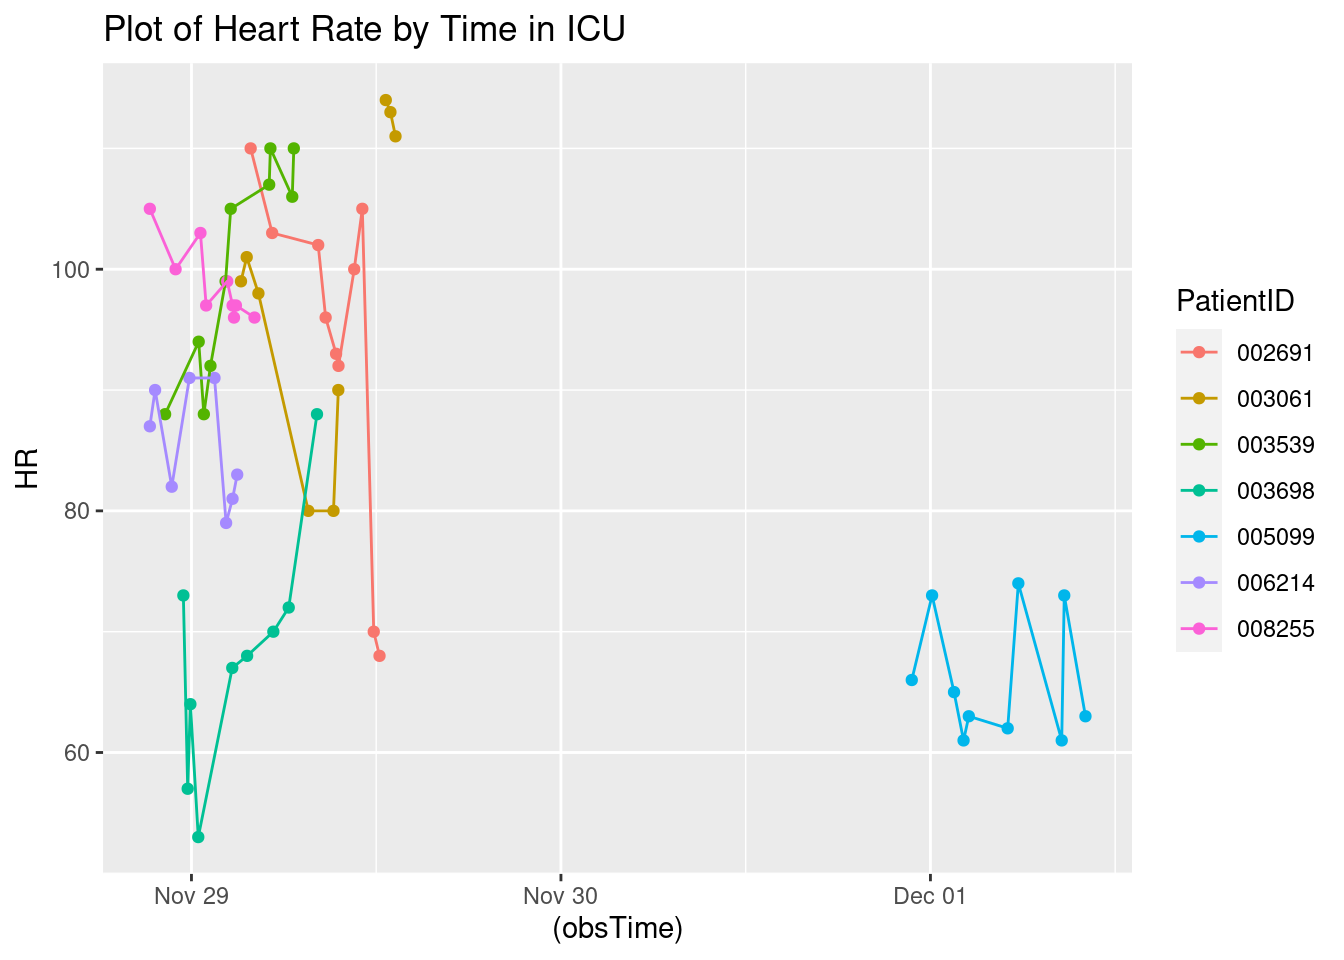 Plot of Heart Rate by Time in ICU
HR
100
80
60
Nov 29
Nov 30
Dec 01
(obsTime)
PatientID
002691
003061
003539
003698
005099
006214
008255